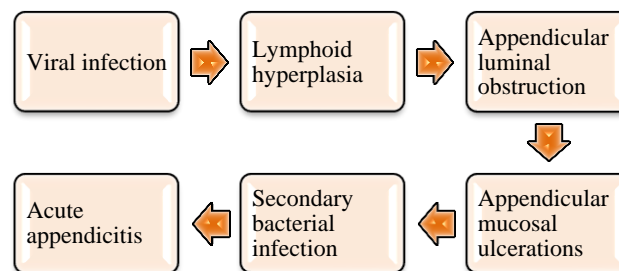 Viral infection
Lymphoid
hyperplasia
Appendicular
luminal
obstruction
Appendicular
mucosal
ulcerations
Secondary
bacterial
infection
Acute
appendicitis